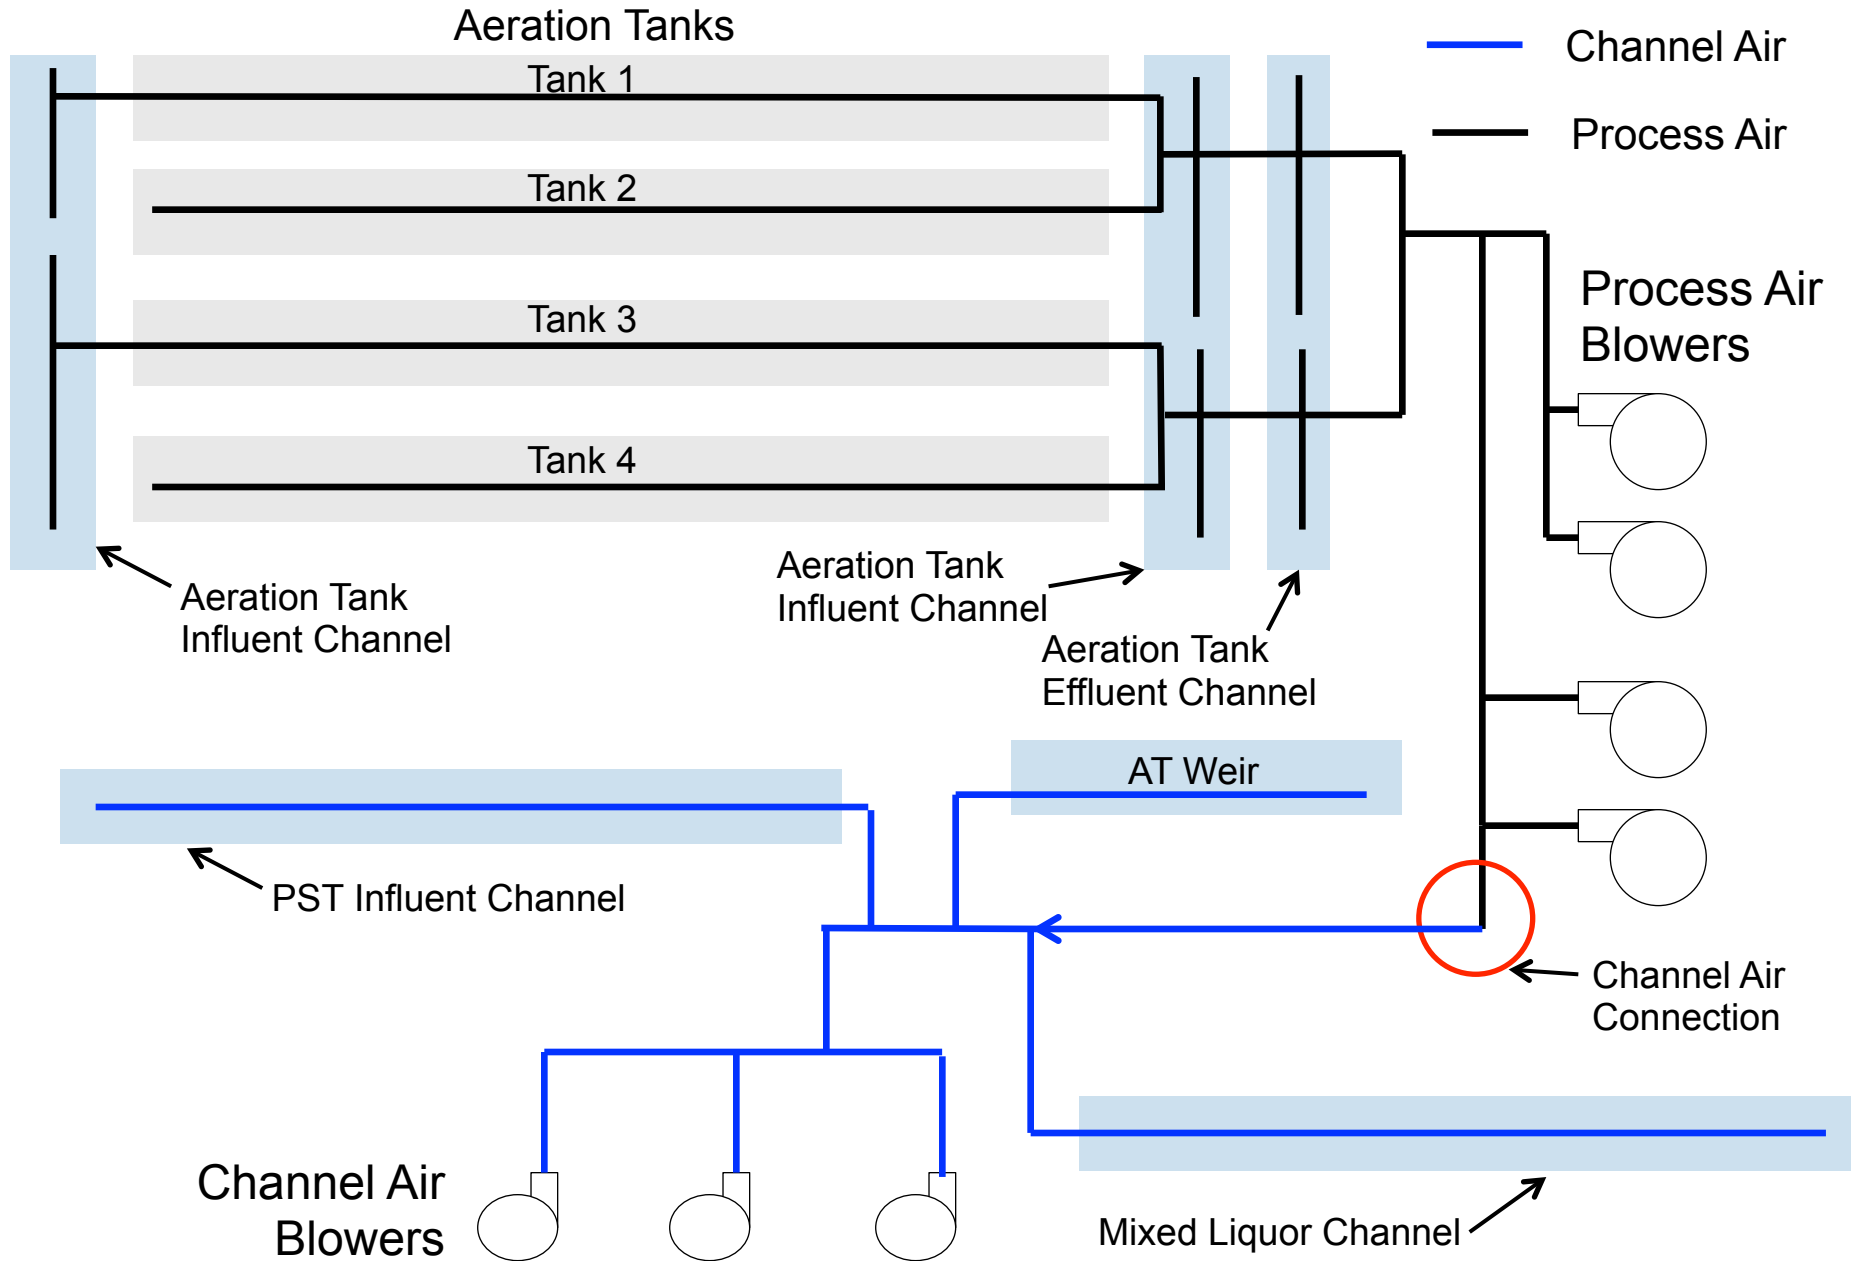 Aeration Tanks
Channel Air
Process Air
Tank 1
Tank 2
Tank 3
Tank 4
Process Air
Blowers
Aeration Tank
Influent Channel
Aeration Tank
Influent Channel
Aeration Tank
Effluent Channel
AT Weir
PST Influent Channel
Channel Air
Connection
Channel Air
Blowers
Mixed Liquor Channel